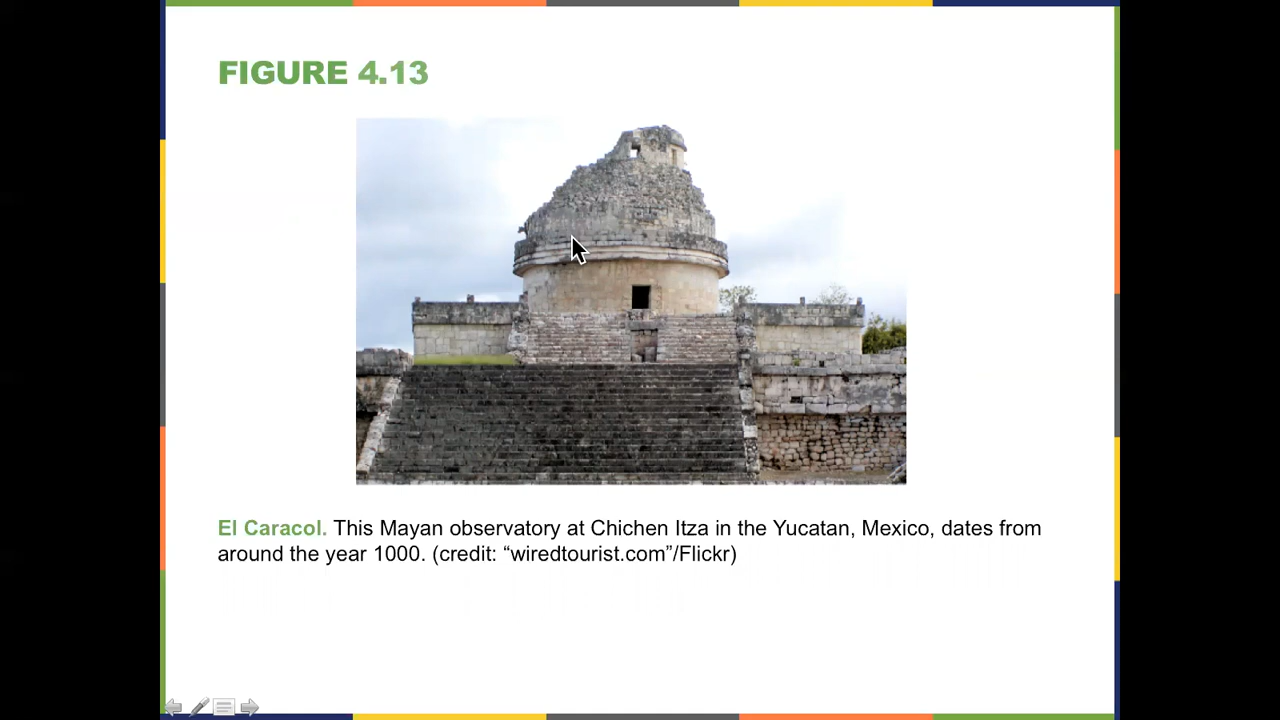 FIGURE 4.13
El Caracol. This Mayan observatory at Chichen Itza in the Yucatan, Mexico, dates from
around the year 1000. (credit: “wiredtourist.com”/Flickr)